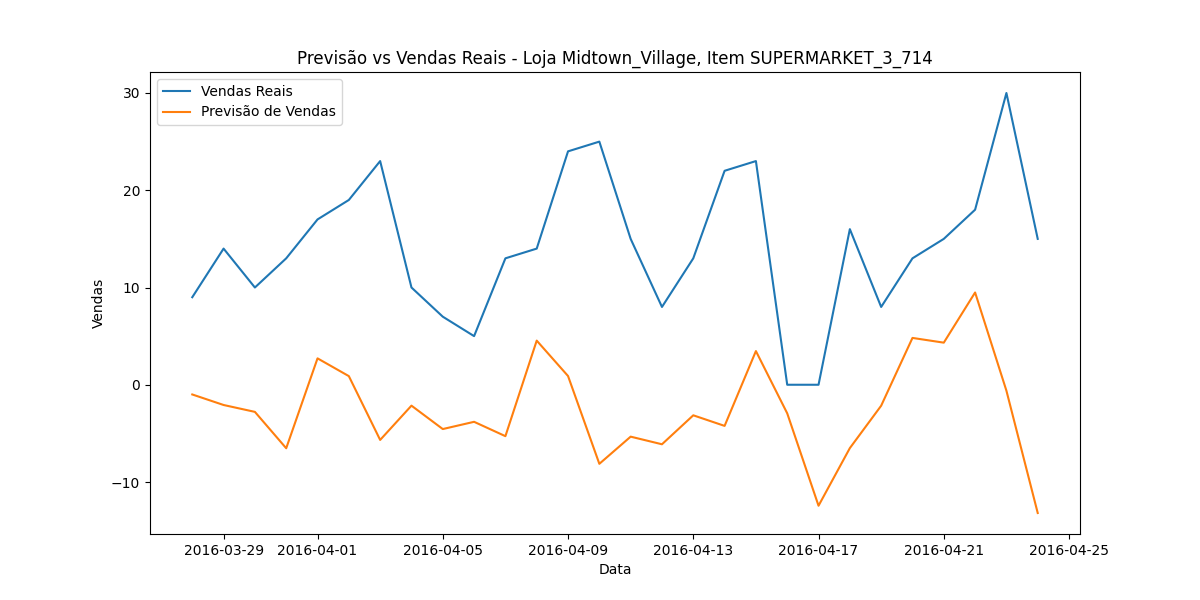 Previsão vs Vendas Reais - Loja Midtown_Village, Item SUPERMARKET_3_714
Vendas Reais
Previsão de Vendas
30
20
10
0
−10
Vendas
2016-03-29 2016-04-01 2016-04-05 2016-04-09 2016-04-13 2016-04-17 2016-04-21 2016-04-25
Data